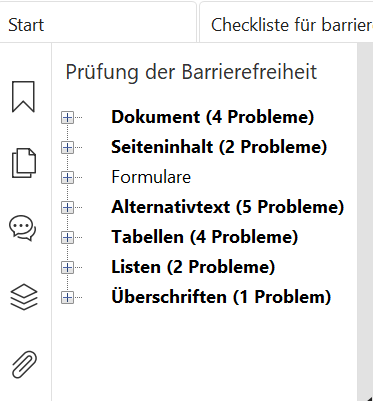 Start
Checkliste für barriere
Prüfung der Barrierefreiheit
Dokument (4 Probleme)
Seiteninhalt (2 Probleme)
Formulare
Alternativtext (5 Probleme)
Tabellen (4 Probleme)
Listen (2 Probleme)
Überschriften (1 Problem)